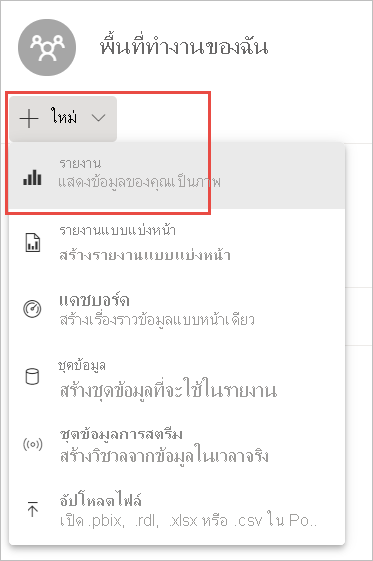 พื้นที่ทำงานของฉัน
ใหม่
รายงาน
แสดงข้อมูลของคุณเป็นภาพ
รายงานแบบแบ่งหน้า
สร้างรายงานแบบแบ่งหน้า
แดชบอร์ด
สร้างเรื่องราวข้อมูลแบบหน้าเดียว
ชุดข้อมูล
สร้างชุดข้อมูลที่จะใช้ในรายงาน
ชุดข้อมูลการสตรีม
สร้างวิชวลจากข้อมูลในเวลาจริง
อัปโหลดไฟล์
เปิด .pbix, .rdl, .xlsx หรือ .csv ใน Po..